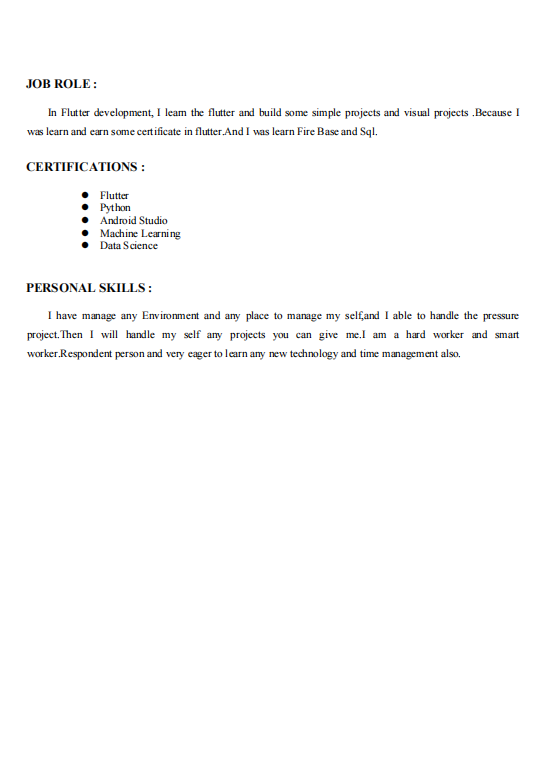 JOB ROLE :
In Flutter development, I learn the flutter and build some simple projects and visual projects .Because I
was learn and earn some certificate in flutter.And I was learn Fire Base and Sql.
CERTIFICATIONS :
● Flutter
● Python
● Android Studio
● Machine Learning
● Data Science
PERSONAL SKILLS :
I have manage any Environment and any place to manage my self,and I able to handle the pressure
project.Then I will handle my self any projects you can give me.I am a hard worker and smart
worker.Respondent person and very eager to learn any new technology and time management also.